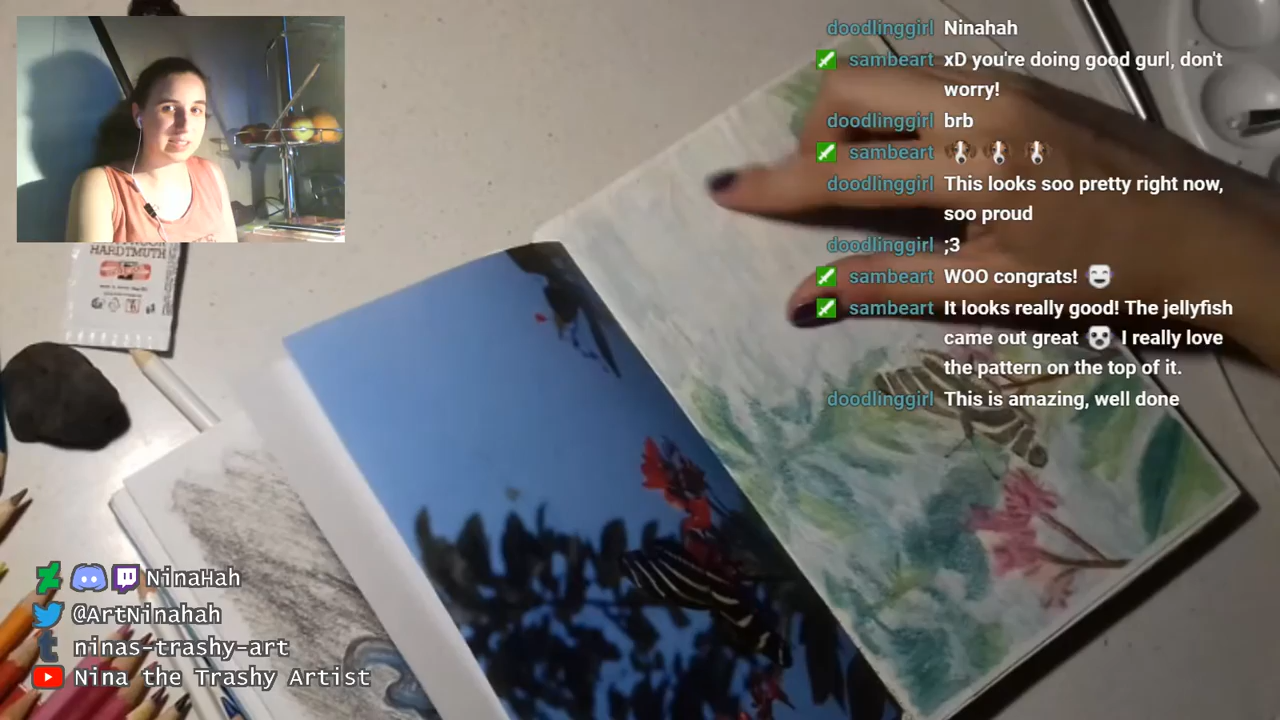 doodlinggirl Ninahah
sambeart xD you're doing good gurl, don't
worry!
doodlinggirl brb
sambeart
doodlinggirl This looks soo pretty right now,
soo proud
doodlinggirl ;3
sambeart WOO congrats!
sambeart It looks really good! The jellyfish
came out great I really love
the pattern on the top of it.
doodlinggirl This is amazing, well done
HARDTMUTH
NinaHah
@ArtNinahah
ninas-trashy-art
Nina the Trashy Artist